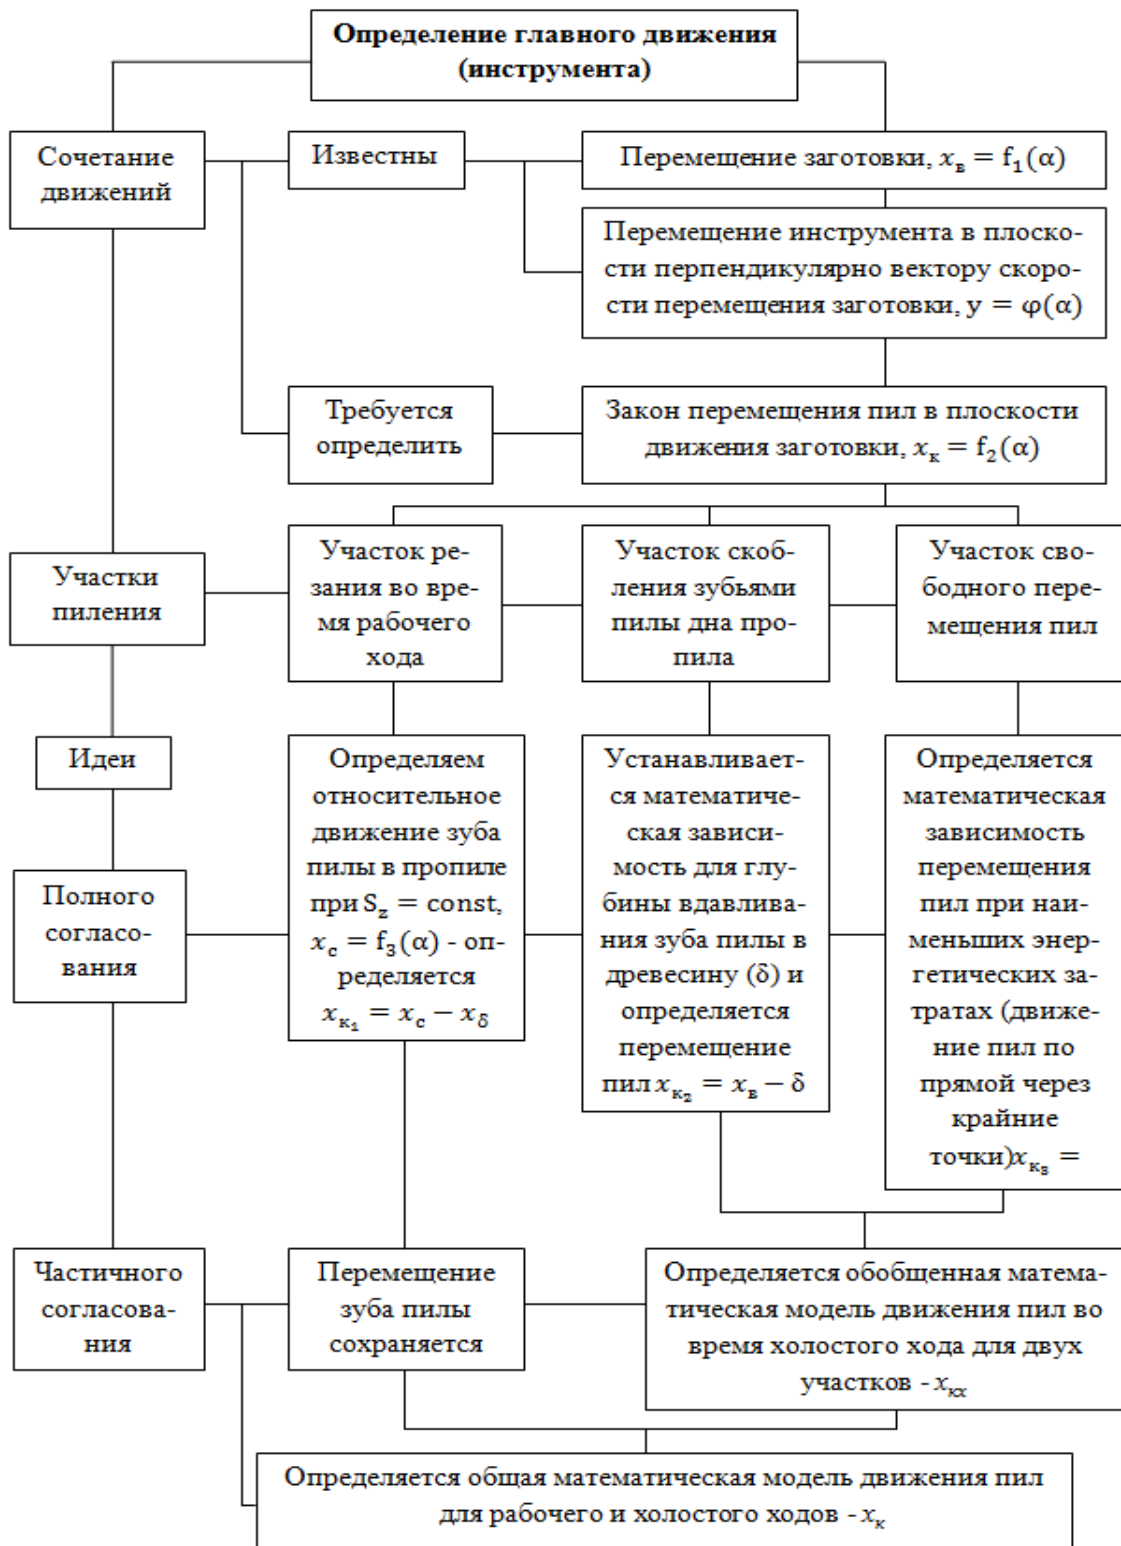 Определение главного движения
(инструмента)
Сочетание
движений
Известны
Перемещение заготовки, xв = f1(α)
Перемещение инструмента в плоско-
сти перпендикулярно вектору скоро-
сти перемещения заготовки, y = φ(α)
Требуется
определить
Закон перемещения пил в плоскости
движения заготовки, xк = f2(α)
Участки
пиления
Участок ре-
зания во вре-
мя рабочего
хода
Участок скоб-
ления зубьями
пилы дна про-
пила
Участок сво-
бодного пере-
мещения пил
Идеи
Полного
согласо-
вания
Определяем
относительное
движение зуба
пилы в пропиле
при Sz = const,
xс = f3(α) - оп-
ределяется
xк1 = xс − xδ
Устанавливает-
ся математиче-
ская зависи-
мость для глу-
бины вдавлива-
ния зуба пилы в
древесину (δ) и
определяется
перемещение
пил xк2 = xв − δ
Определяется
математическая
зависимость
перемещения
пил при наи-
меньших энер-
гетических за-
тратах (движе-
ние пил по
прямой через
крайние
точки)xк3 =
Частичного
согласова-
ния
Перемещение
зуба пилы
сохраняется
Определяется обобщенная матема-
тическая модель движения пил во
время холостого хода для двух
участков - xкх
Определяется общая математическая модель движения пил
для рабочего и холостого ходов - xк